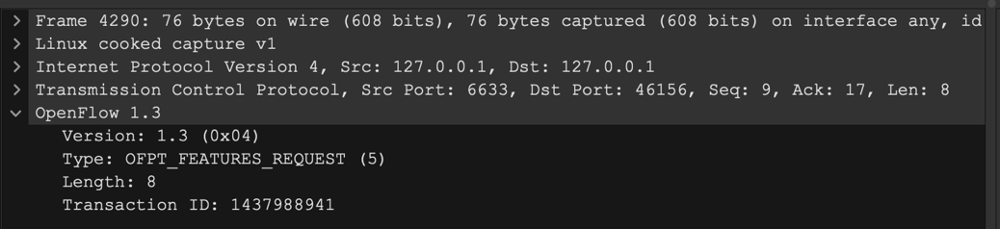 Frame 4290: 76 bytes on wire (608 bits), 76 bytes captured (608 bits) on interface any, id
Linux cooked capture v1
Internet Protocol Version 4, Src: 127.0.0.1, Dst: 127.0.0.1
Transmission Control Protocol, Src Port: 6633, Dst Port: 46156, Seq: 9, Ack: 17, Len: 8
OpenFlow 1.3
Version: 1.3 (0x04)
Type: OFPT_FEATURES_REQUEST (5)
Length: 8
Transaction ID: 1437988941